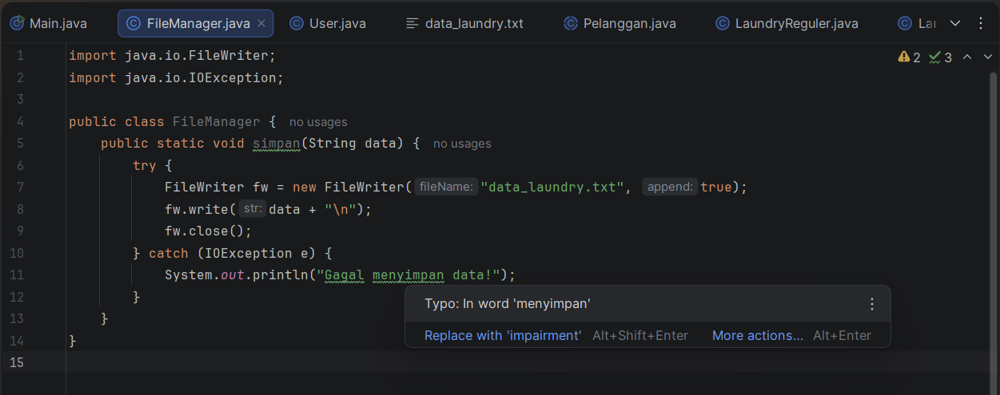 Main.java FileManager.java User.java data_laundry.txt Pelanggan.java LaundryReguler.java La
1 import java.io.FileWriter; 2 3
2 import java.io.IOException;
3
4 public class FileManager { no usages
5 public static void simpan(String data) { no usages
6 try {
7 FileWriter fw = new FileWriter( fileName: "data_laundry.txt", append: true);
8 fw.write( str: data + "\n");
9 fw.close();
10 } catch (IOException e) {
11 System.out.println("Gagal menyimpan data!");
12 }
13 }
14 }
15
Typo: In word 'menyimpan'
Replace with 'impairment' Alt+Shift+Enter More actions... Alt+Enter